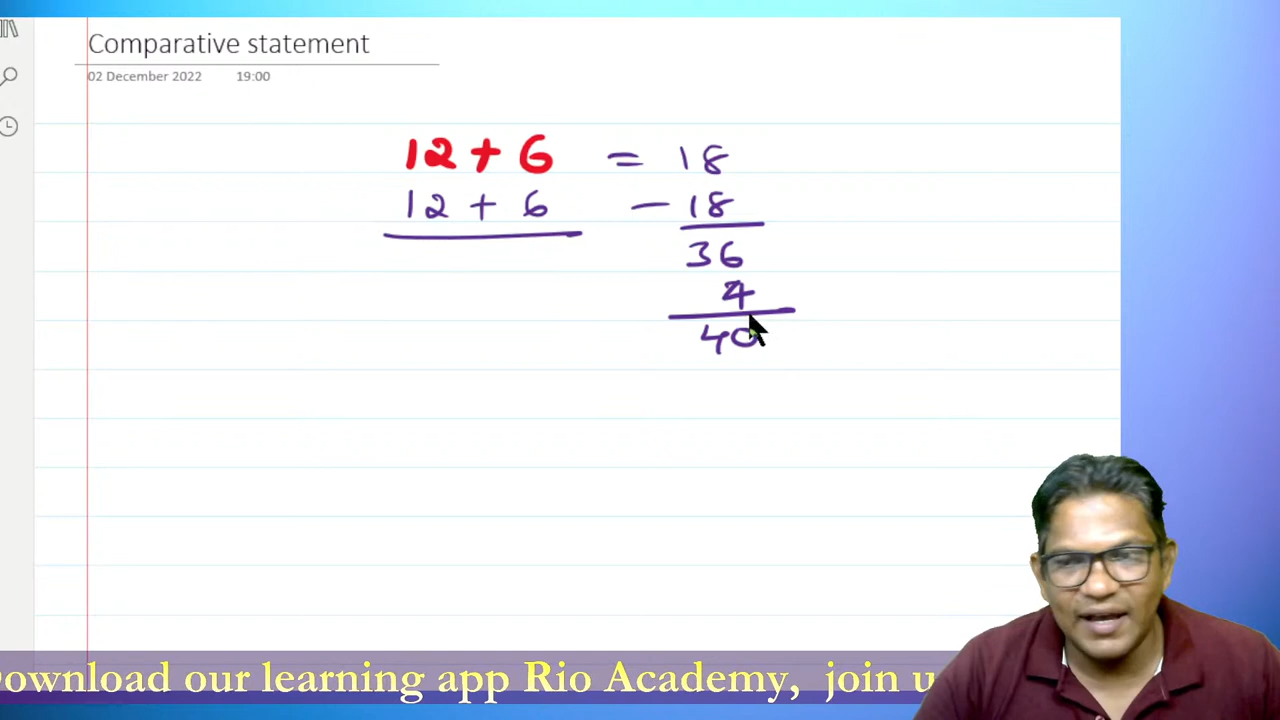 Comparative statement
02 December 2022 19:00
12 + 6 = 18
12 + 6 - 18
36
4
40
Download our learning app Rio Academy, join u